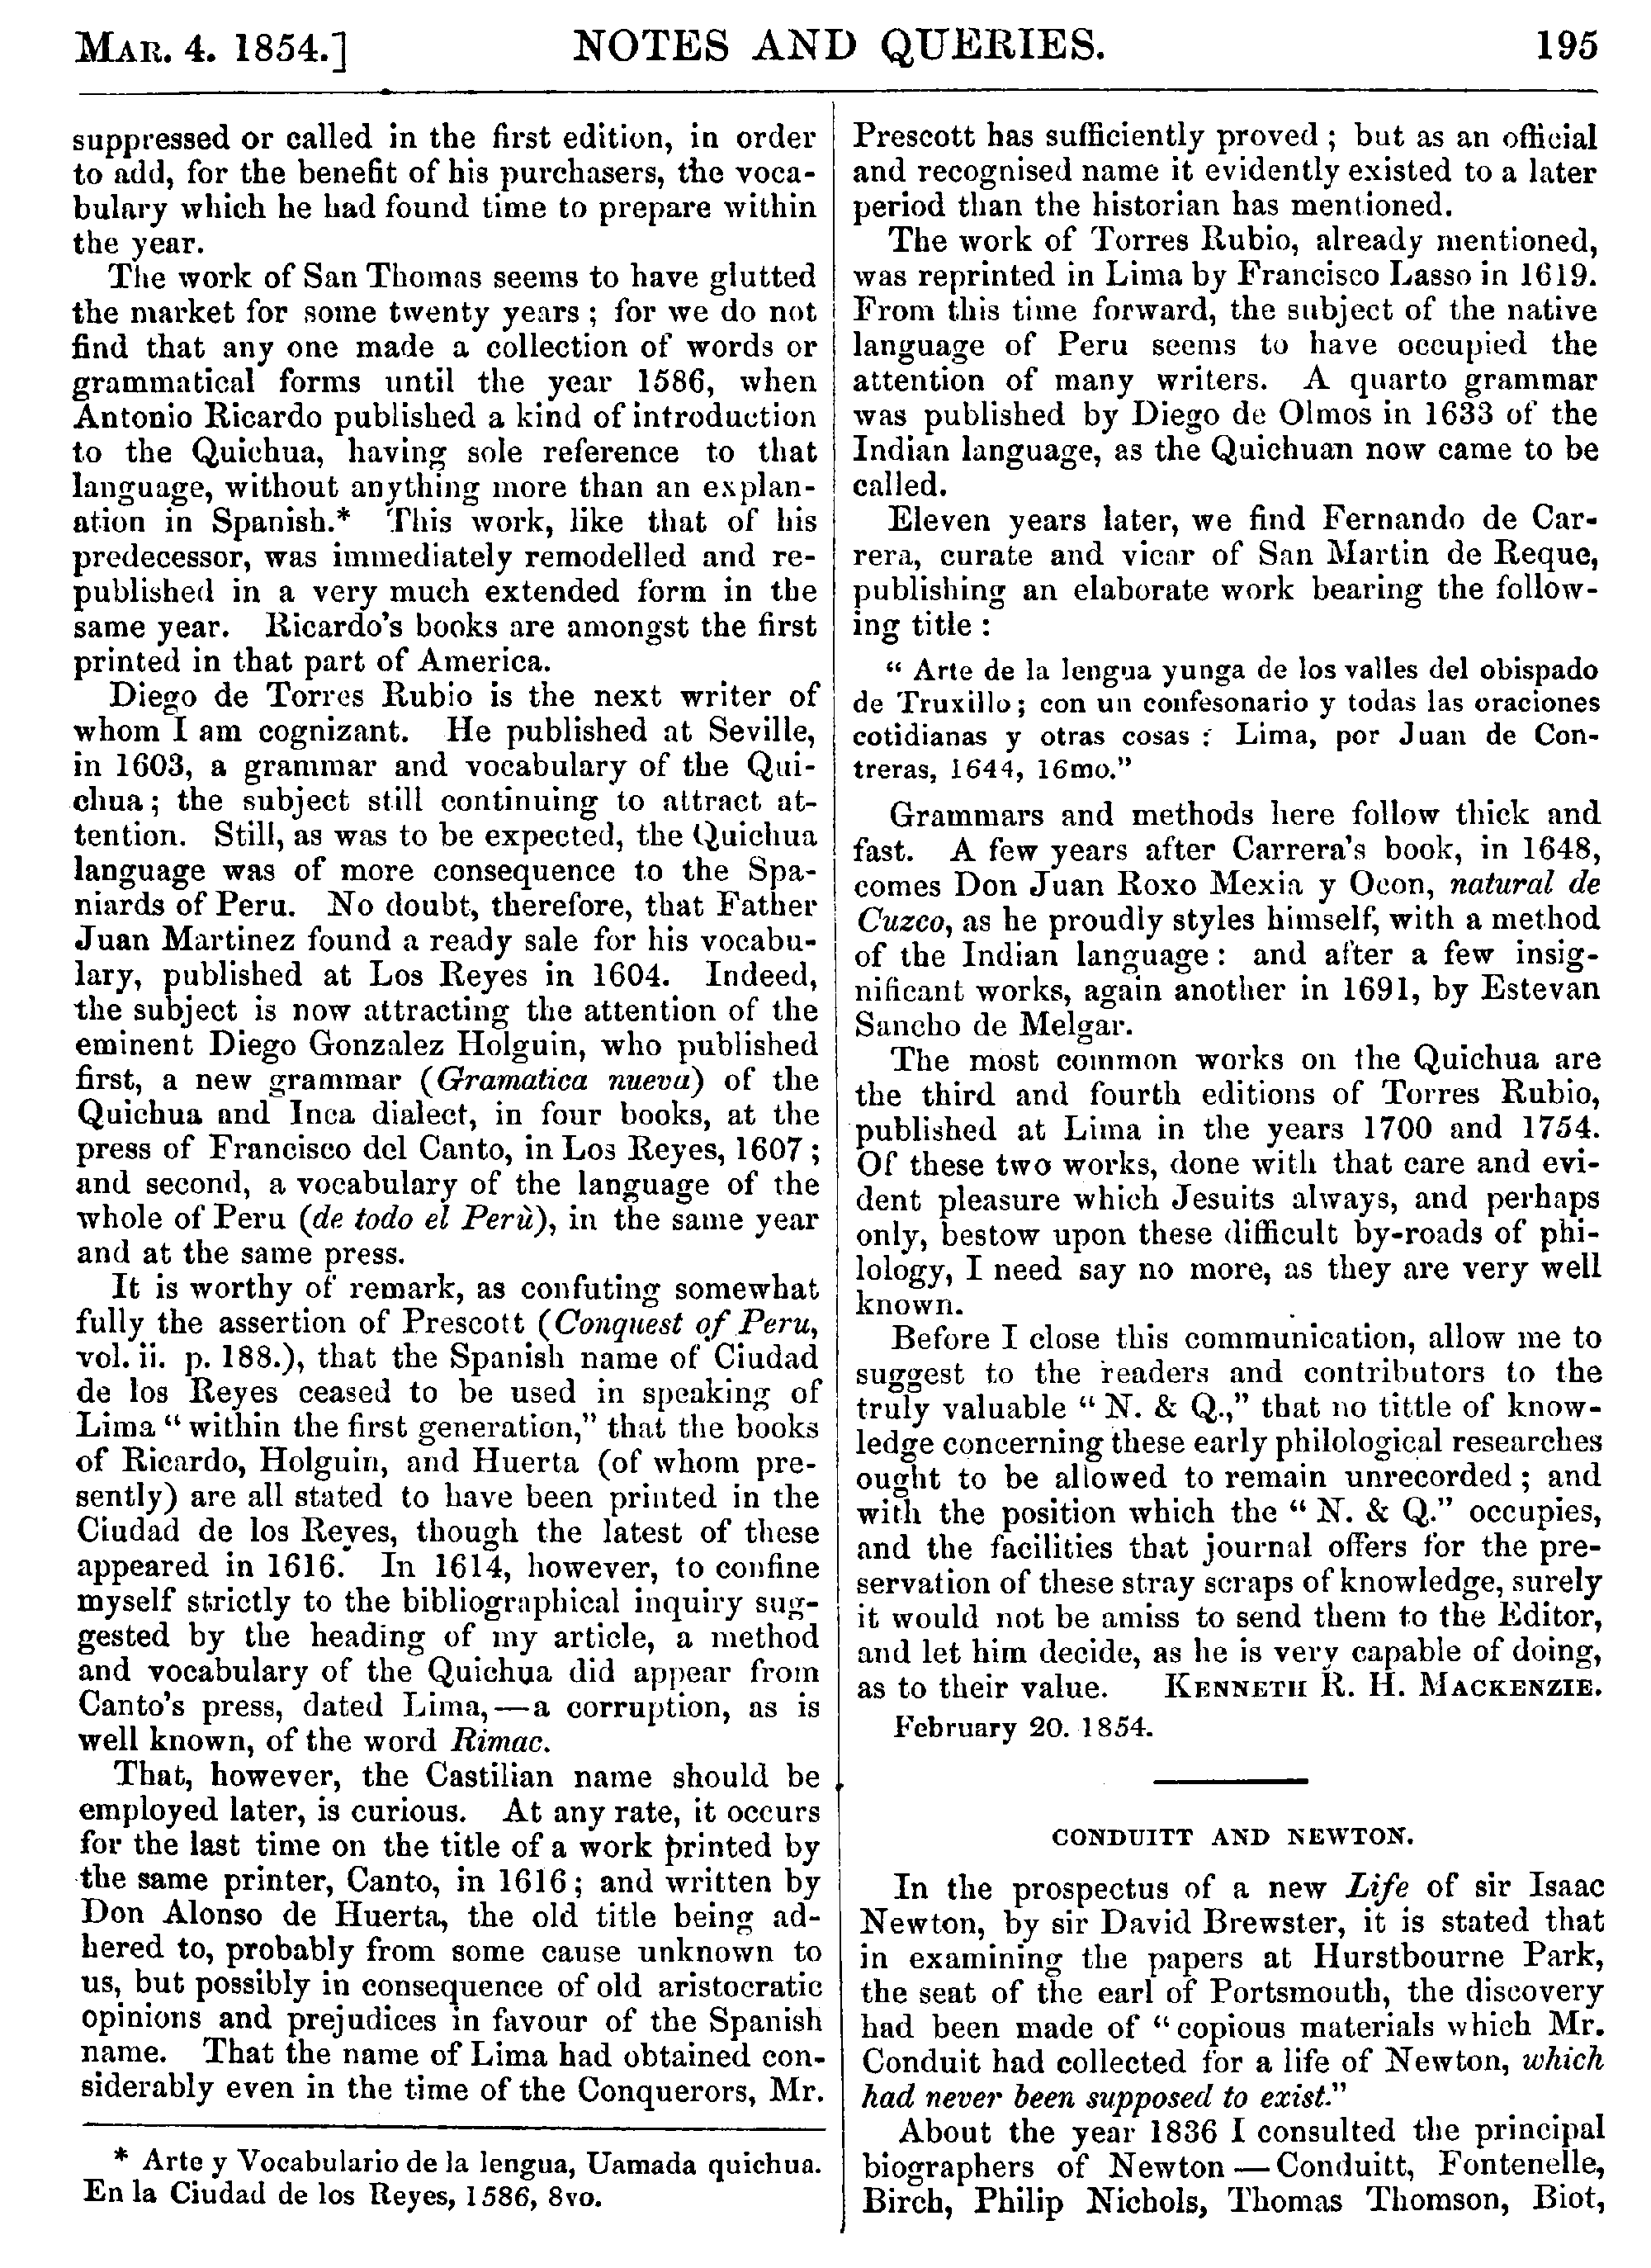 MAR. 4. 1854.] NOTES AND QUERIES. 195
suppressed or called in the first edition, in order
to add, for the benefit of his purchasers, the voca-
bulary which he had found time to prepare within
the year.
The work of San Thomas seems to have glutted
the market for some twenty years; for we do not
find that any one made a collection of words or
grammatical forms until the year 1586, when
Antonio Ricardo published a kind of introduction
to the Quichua, having sole reference to that
language, without anything more than an explan-
ation in Spanish.* This work, like that of his
predecessor, was immediately remodelled and re-
published in a very much extended form in the
same year. Ricardo's books are amongst the first
printed in that part of America.
Diego de Torres Rubio is the next writer of
whom I am cognizant. He published at Seville,
in 1603, a grammar and vocabulary of the Qui-
chua; the subject still continuing to attract at-
tention. Still, as was to be expected, the Quichua
language was of more consequence to the Spa-
niards of Peru. No doubt, therefore, that Father
Juan Martinez found a ready sale for his vocabu-
lary, published at Los Reyes in 1604. Indeed,
the subject is now attracting the attention of the
eminent Diego Gonzalez Holguin, who published
first, a new grammar (Gramatica nueva) of the
Quichua and Inca dialect, in four books, at the
press of Francisco del Canto, in Los Reyes, 1607;
and second, a vocabulary of the language of the
whole of Peru (de todo el Perù), in the same year
and at the same press.
It is worthy of remark, as confuting somewhat
fully the assertion of Prescott (Conquest of Peru,
vol. ii. p. 188.), that the Spanish name of Ciudad
de los Reyes ceased to be used in speaking of
Lima "within the first generation," that the books
of Ricardo, Holguin, and Huerta (of whom pre-
sently) are all stated to have been printed in the
Ciudad de los Reyes, though the latest of these
appeared in 1616. In 1614, however, to confine
myself strictly to the bibliographical inquiry sug-
gested by the heading of my article, a method
and vocabulary of the Quichua did appear from
Canto's press, dated Lima,—a corruption, as is
well known, of the word Rimac.
That, however, the Castilian name should be
employed later, is curious. At any rate, it occurs
for the last time on the title of a work printed by
the same printer, Canto, in 1616; and written by
Don Alonso de Huerta, the old title being ad-
hered to, probably from some cause unknown to
us, but possibly in consequence of old aristocratic
opinions and prejudices in favour of the Spanish
name. That the name of Lima had obtained con-
siderably even in the time of the Conquerors, Mr.
* Arte y Vocabulario de la lengua, Uamada quichua.
En la Ciudad de los Reyes, 1586, 8vo.
Prescott has sufficiently proved; but as an official
and recognised name it evidently existed to a later
period than the historian has mentioned.
The work of Torres Rubio, already mentioned,
was reprinted in Lima by Francisco Lasso in 1619.
From this time forward, the subject of the native
language of Peru seems to have occupied the
attention of many writers. A quarto grammar
was published by Diego de Olmos in 1633 of the
Indian language, as the Quichuan now came to be
called.
Eleven years later, we find Fernando de Car-
rera, curate and vicar of San Martin de Reque,
publishing an elaborate work bearing the follow-
ing title:
"Arte de la lengua yunga de los valles del obispado
de Truxillo; con un confesonario y todas las oraciones
cotidianas y otras cosas: Lima, por Juan de Con-
treras, 1644, 16mo."
Grammars and methods here follow thick and
fast. A few years after Carrera's book, in 1648,
comes Don Juan Roxo Mexia y Ocon, natural de
Cuzco, as he proudly styles himself, with a method
of the Indian language: and after a few insig-
nificant works, again another in 1691, by Estevan
Sancho de Melgar.
The most common works on the Quichua are
the third and fourth editions of Torres Rubio,
published at Lima in the years 1700 and 1754.
Of these two works, done with that care and evi-
dent pleasure which Jesuits always, and perhaps
only, bestow upon these difficult by-roads of phi-
lology, I need say no more, as they are very well
known.
Before I close this communication, allow me to
suggest to the readers and contributors to the
truly valuable "N. & Q.," that no tittle of know-
ledge concerning these early philological researches
ought to be allowed to remain unrecorded; and
with the position which the "N. & Q." occupies,
and the facilities that journal offers for the pre-
servation of these stray scraps of knowledge, surely
it would not be amiss to send them to the Editor,
and let him decide, as he is very capable of doing,
as to their value. KENNETH R. H. MACKENZIE.
February 20. 1854.
CONDUITT AND NEWTON.
In the prospectus of a new Life of sir Isaac
Newton, by sir David Brewster, it is stated that
in examining the papers at Hurstbourne Park,
the seat of the earl of Portsmouth, the discovery
had been made of "copious materials which Mr.
Conduit had collected for a life of Newton, which
had never been supposed to exist."
About the year 1836 I consulted the principal
biographers of Newton—Conduitt, Fontenelle,
Birch, Philip Nichols, Thomas Thomson, Biot,